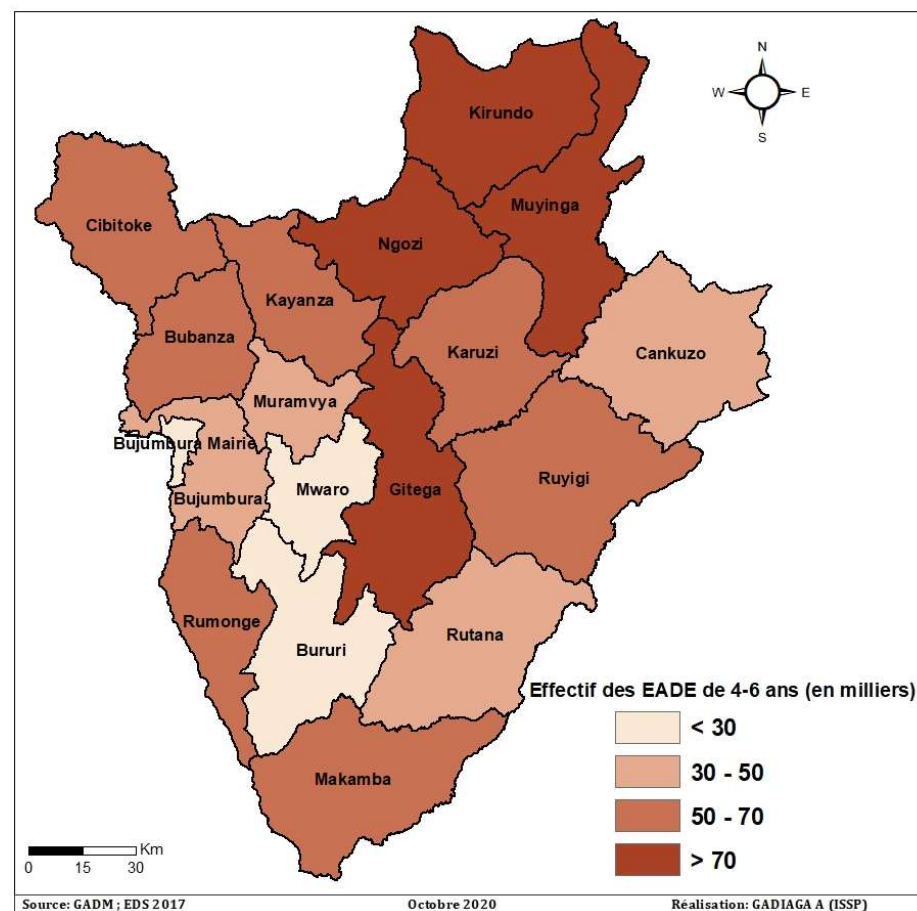 N
W E
S
Kirundo
Muyinga
Cibitoke
Ngozi
Kayanza
Bubanza
Karuzi
Cankuzo
Muramvya
Bujumbura Mairie
Mwaro
Gitega
Ruyigi
Bujumbura
Rumonge
Bururi
Rutana
Makamba
Effectif des EADE de 4-6 ans (en milliers)
< 30
30 - 50
50 - 70
> 70
Km
0 15 30
Source: GADM ; EDS 2017 Octobre 2020 Réalisation: GADIAGA A (ISSP)